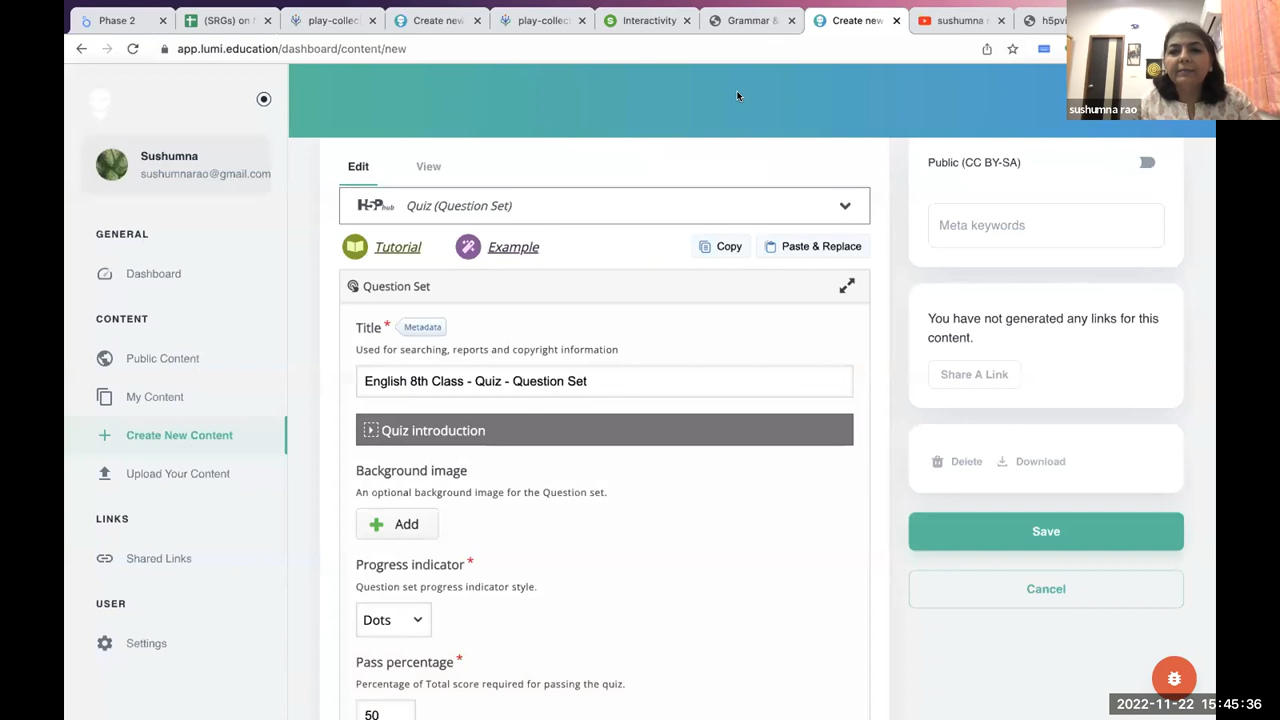 Phase 2
(SRGs) on
play-collec
Create new
play-collec
Interactivity
Grammar &
Create new
sushumna
h5pvi
app.lumi.education/dashboard/content/new
sushumna rao
Sushumna
sushumnarao@gmail.com
GENERAL
Dashboard
CONTENT
Public Content
My Content
Create New Content
Upload Your Content
LINKS
Shared Links
USER
Settings
Edit
View
H5P hub Quiz (Question Set)
Tutorial
Example
Copy
Paste & Replace
Question Set
Title * Metadata
Used for searching, reports and copyright information
English 8th Class - Quiz - Question Set
Quiz introduction
Background image
An optional background image for the Question set.
Add
Progress indicator *
Question set progress indicator style.
Dots
Pass percentage *
Percentage of Total score required for passing the quiz.
50
Public (CC BY-SA)
Meta keywords
You have not generated any links for this
content.
Share A Link
Delete
Download
Save
Cancel
2022-11-22 15:45:36